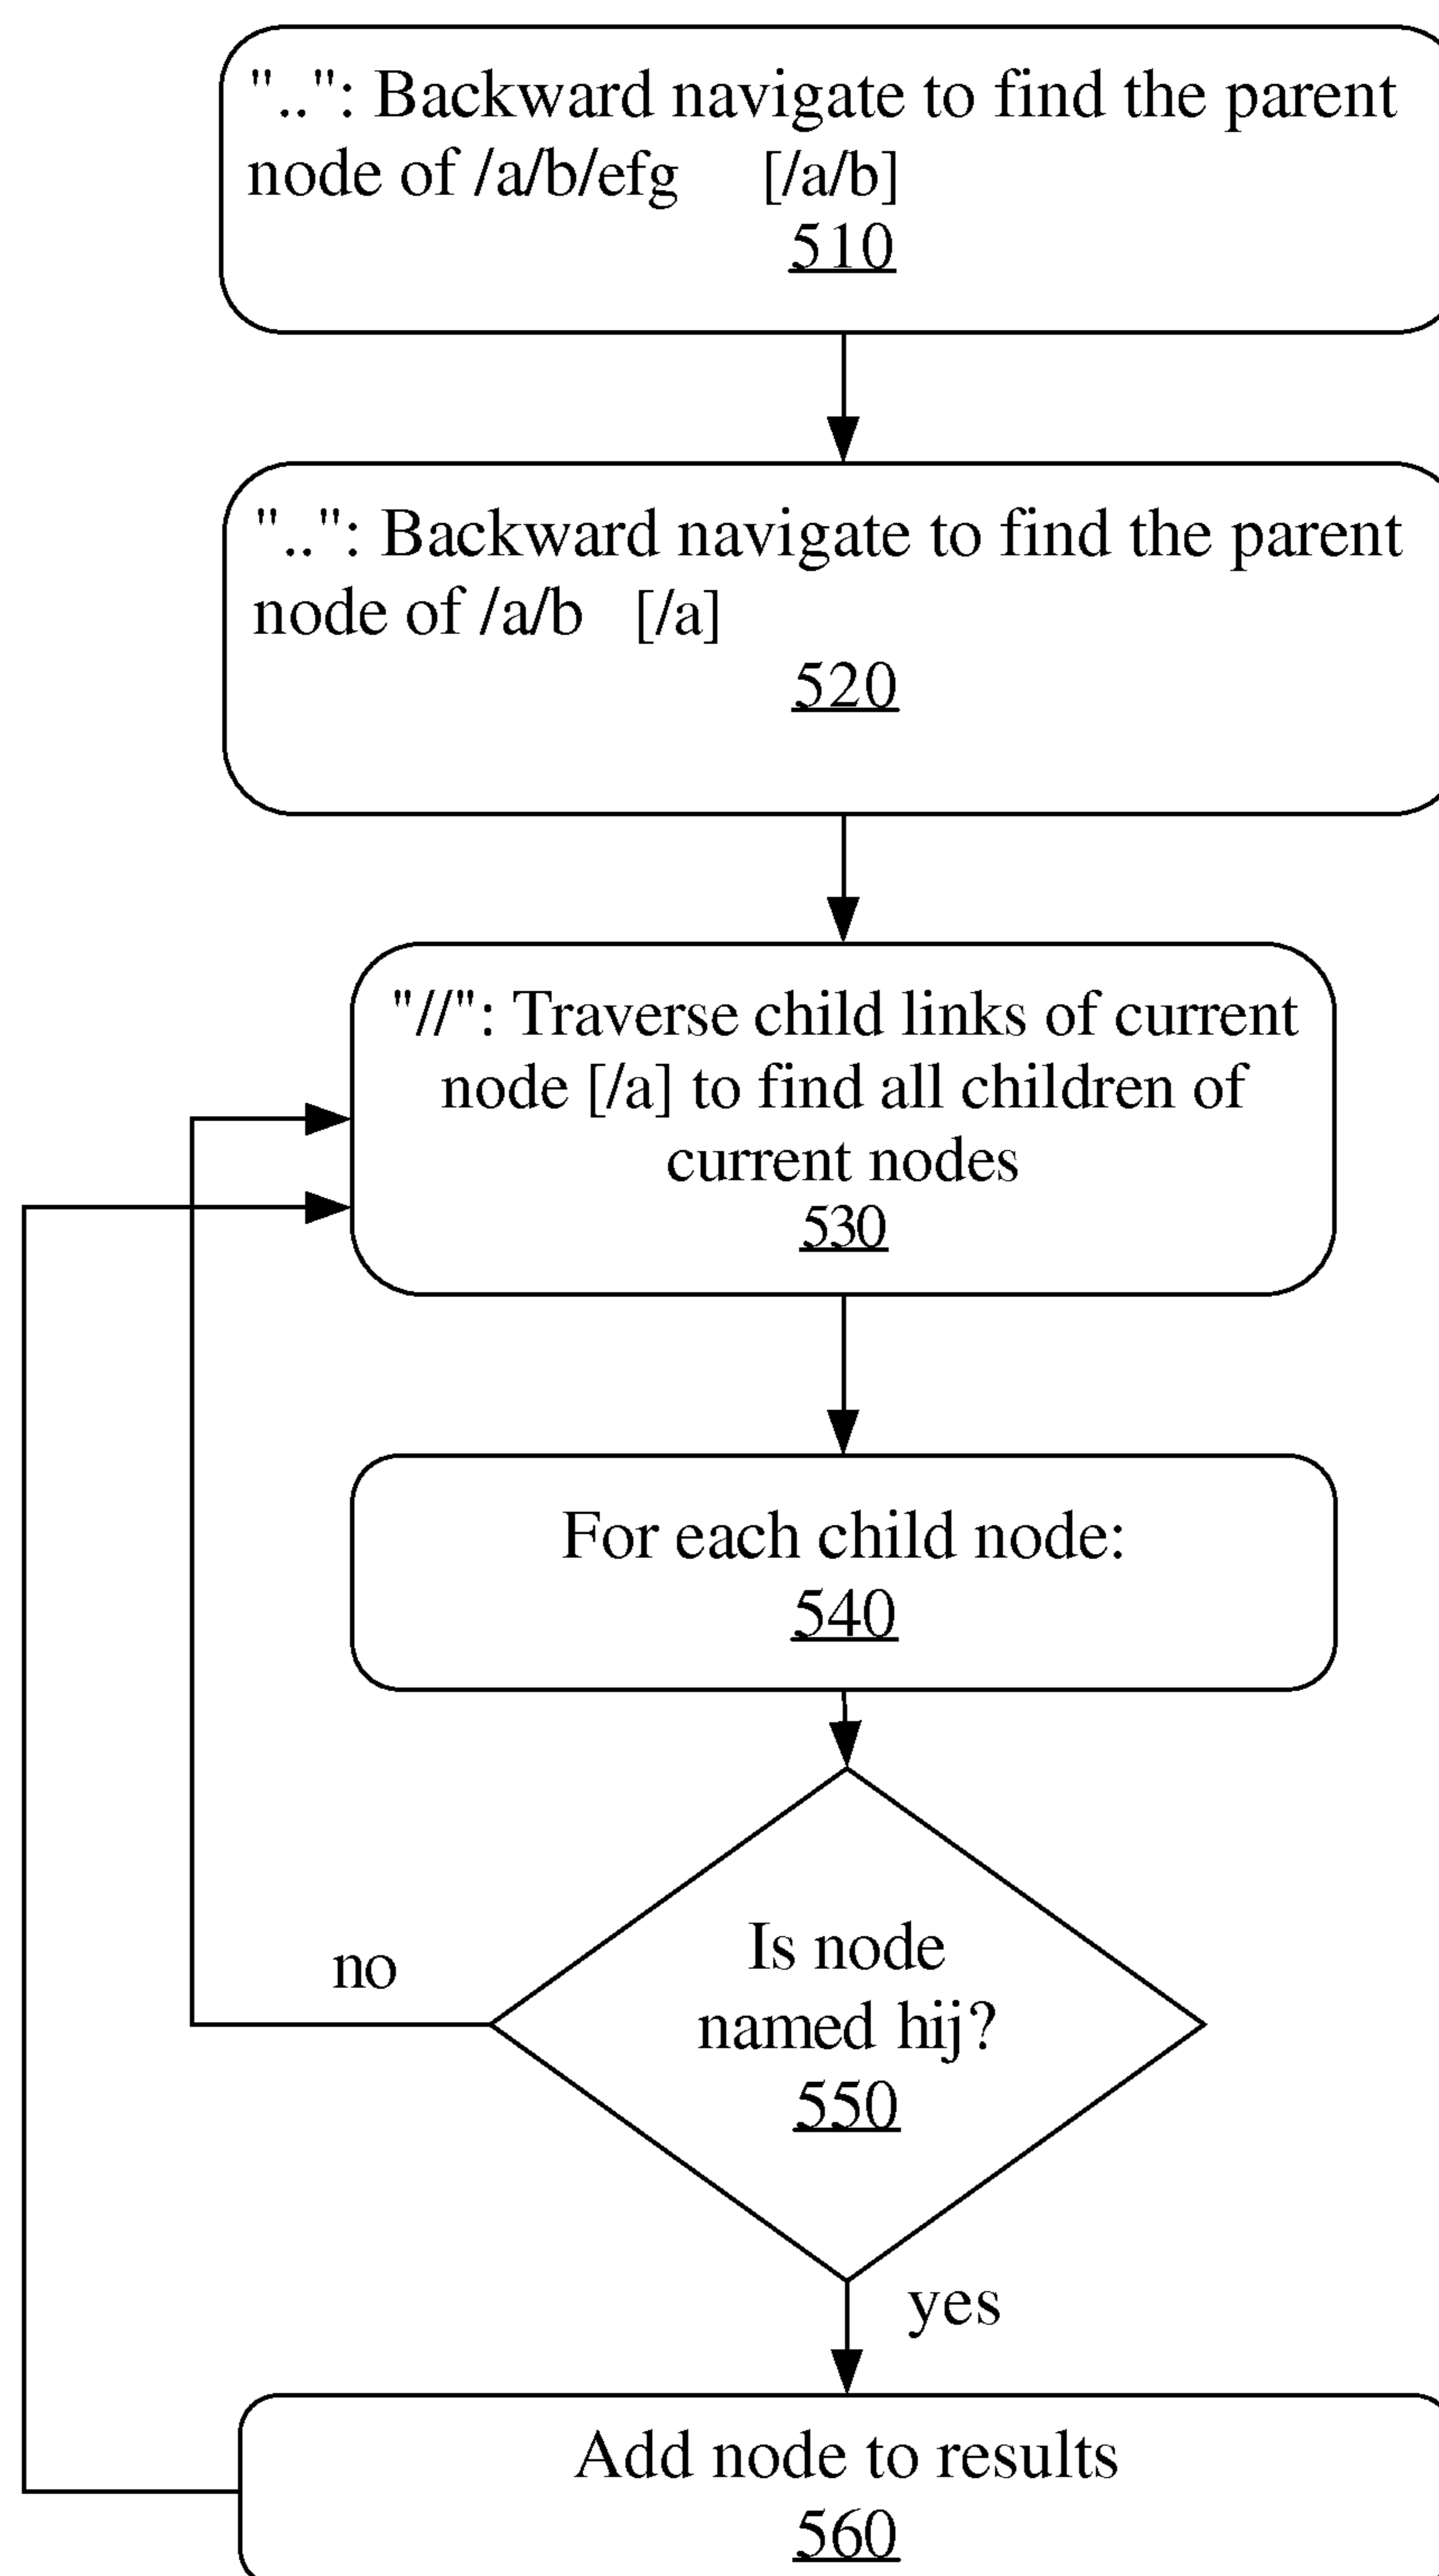 "..": Backward navigate to find the parent
node of /a/b/efg [/a/b]
510
"..": Backward navigate to find the parent
node of /a/b [/a]
520
"//": Traverse child links of current
node [/a] to find all children of
current nodes
530
For each child node:
540
Is node
named hij?
550
no
yes
Add node to results
560